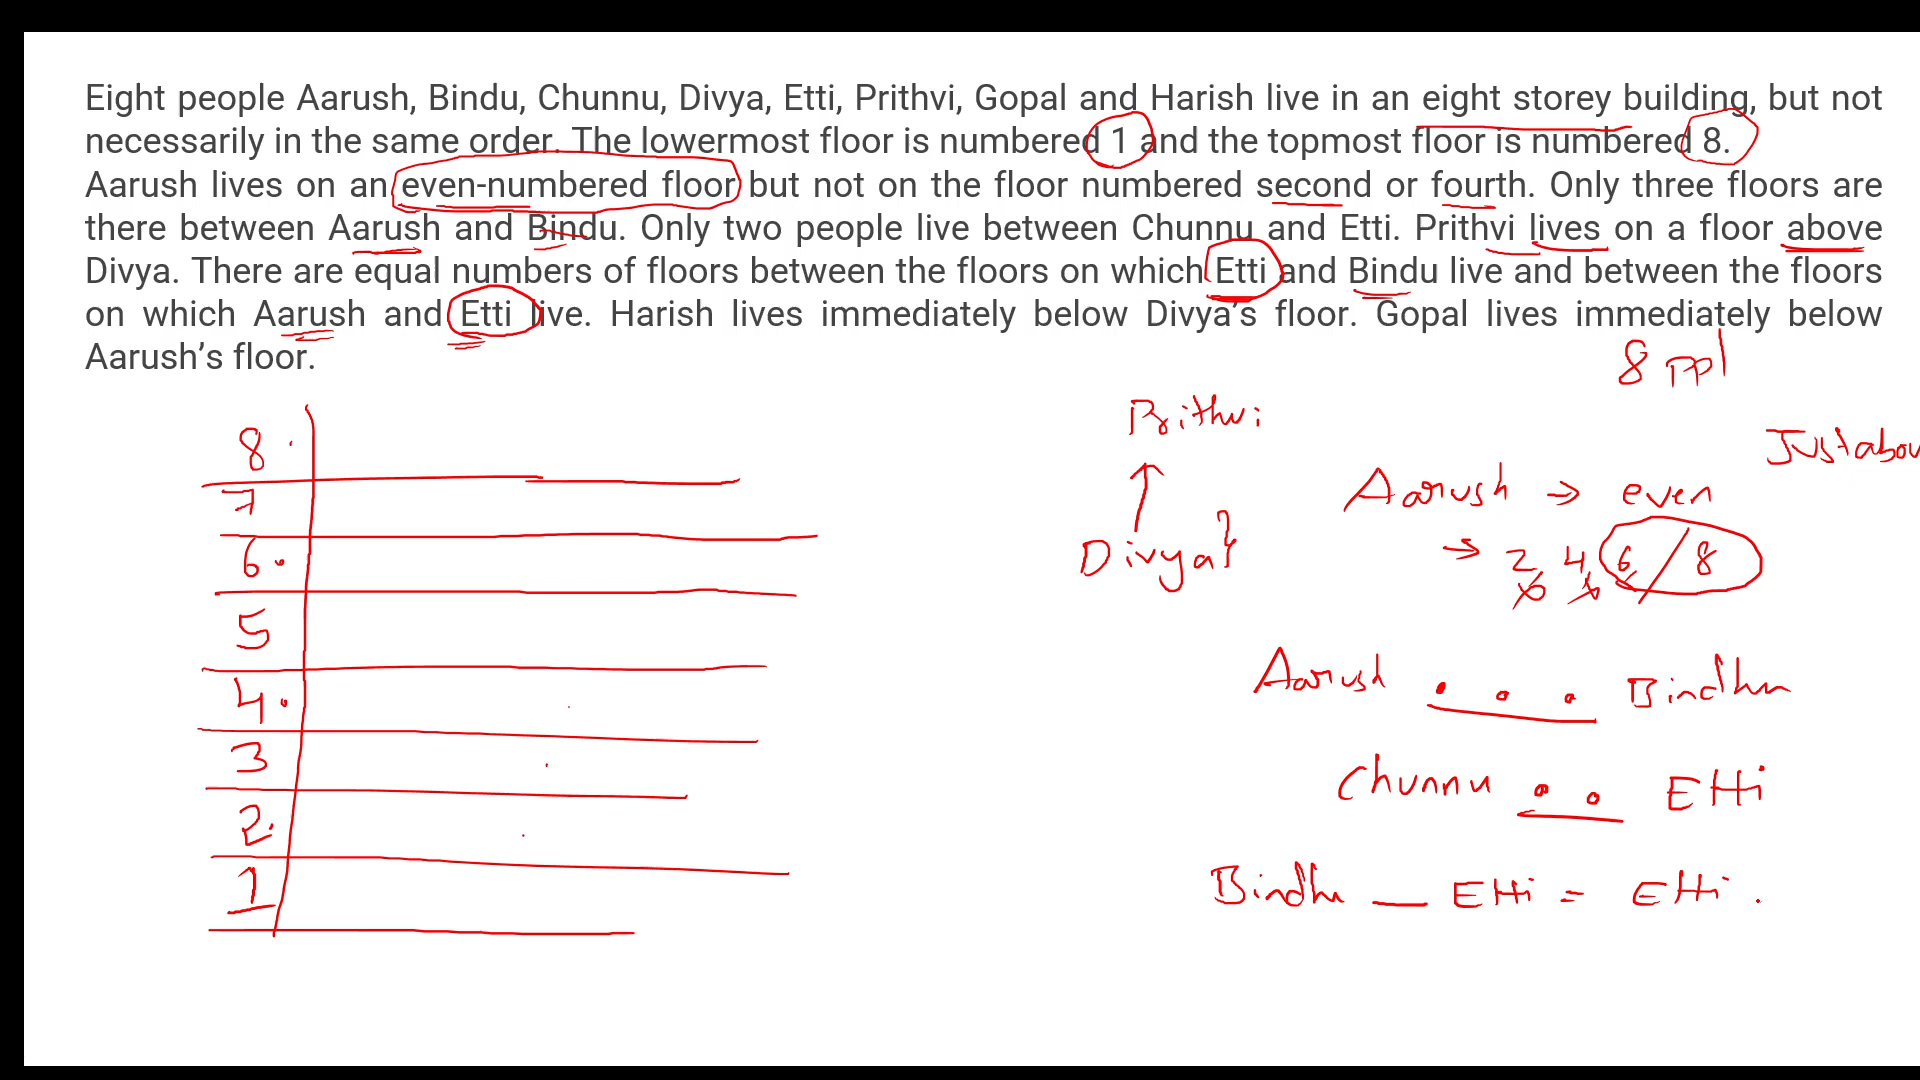 Eight people Aarush, Bindu, Chunnu, Divya, Etti, Prithvi, Gopal and Harish live in an eight storey building, but not
necessarily in the same order. The lowermost floor is numbered 1 and the topmost floor is numbered 8.
Aarush lives on an even-numbered floor but not on the floor numbered second or fourth. Only three floors are
there between Aarush and Bindu. Only two people live between Chunnu and Etti. Prithvi lives on a floor above
Divya. There are equal numbers of floors between the floors on which Etti and Bindu live and between the floors
on which Aarush and Etti live. Harish lives immediately below Divya’s floor. Gopal lives immediately below
Aarush’s floor.
8 ppl
Prithvi
Just abov
8
Aarush → even
7
Divya
→ 2 4 6 / 8
6
5
Aarush . . . Bindhu
4
3
Chunnu . . Etti
2
Bindhu _ Etti = Etti .
1